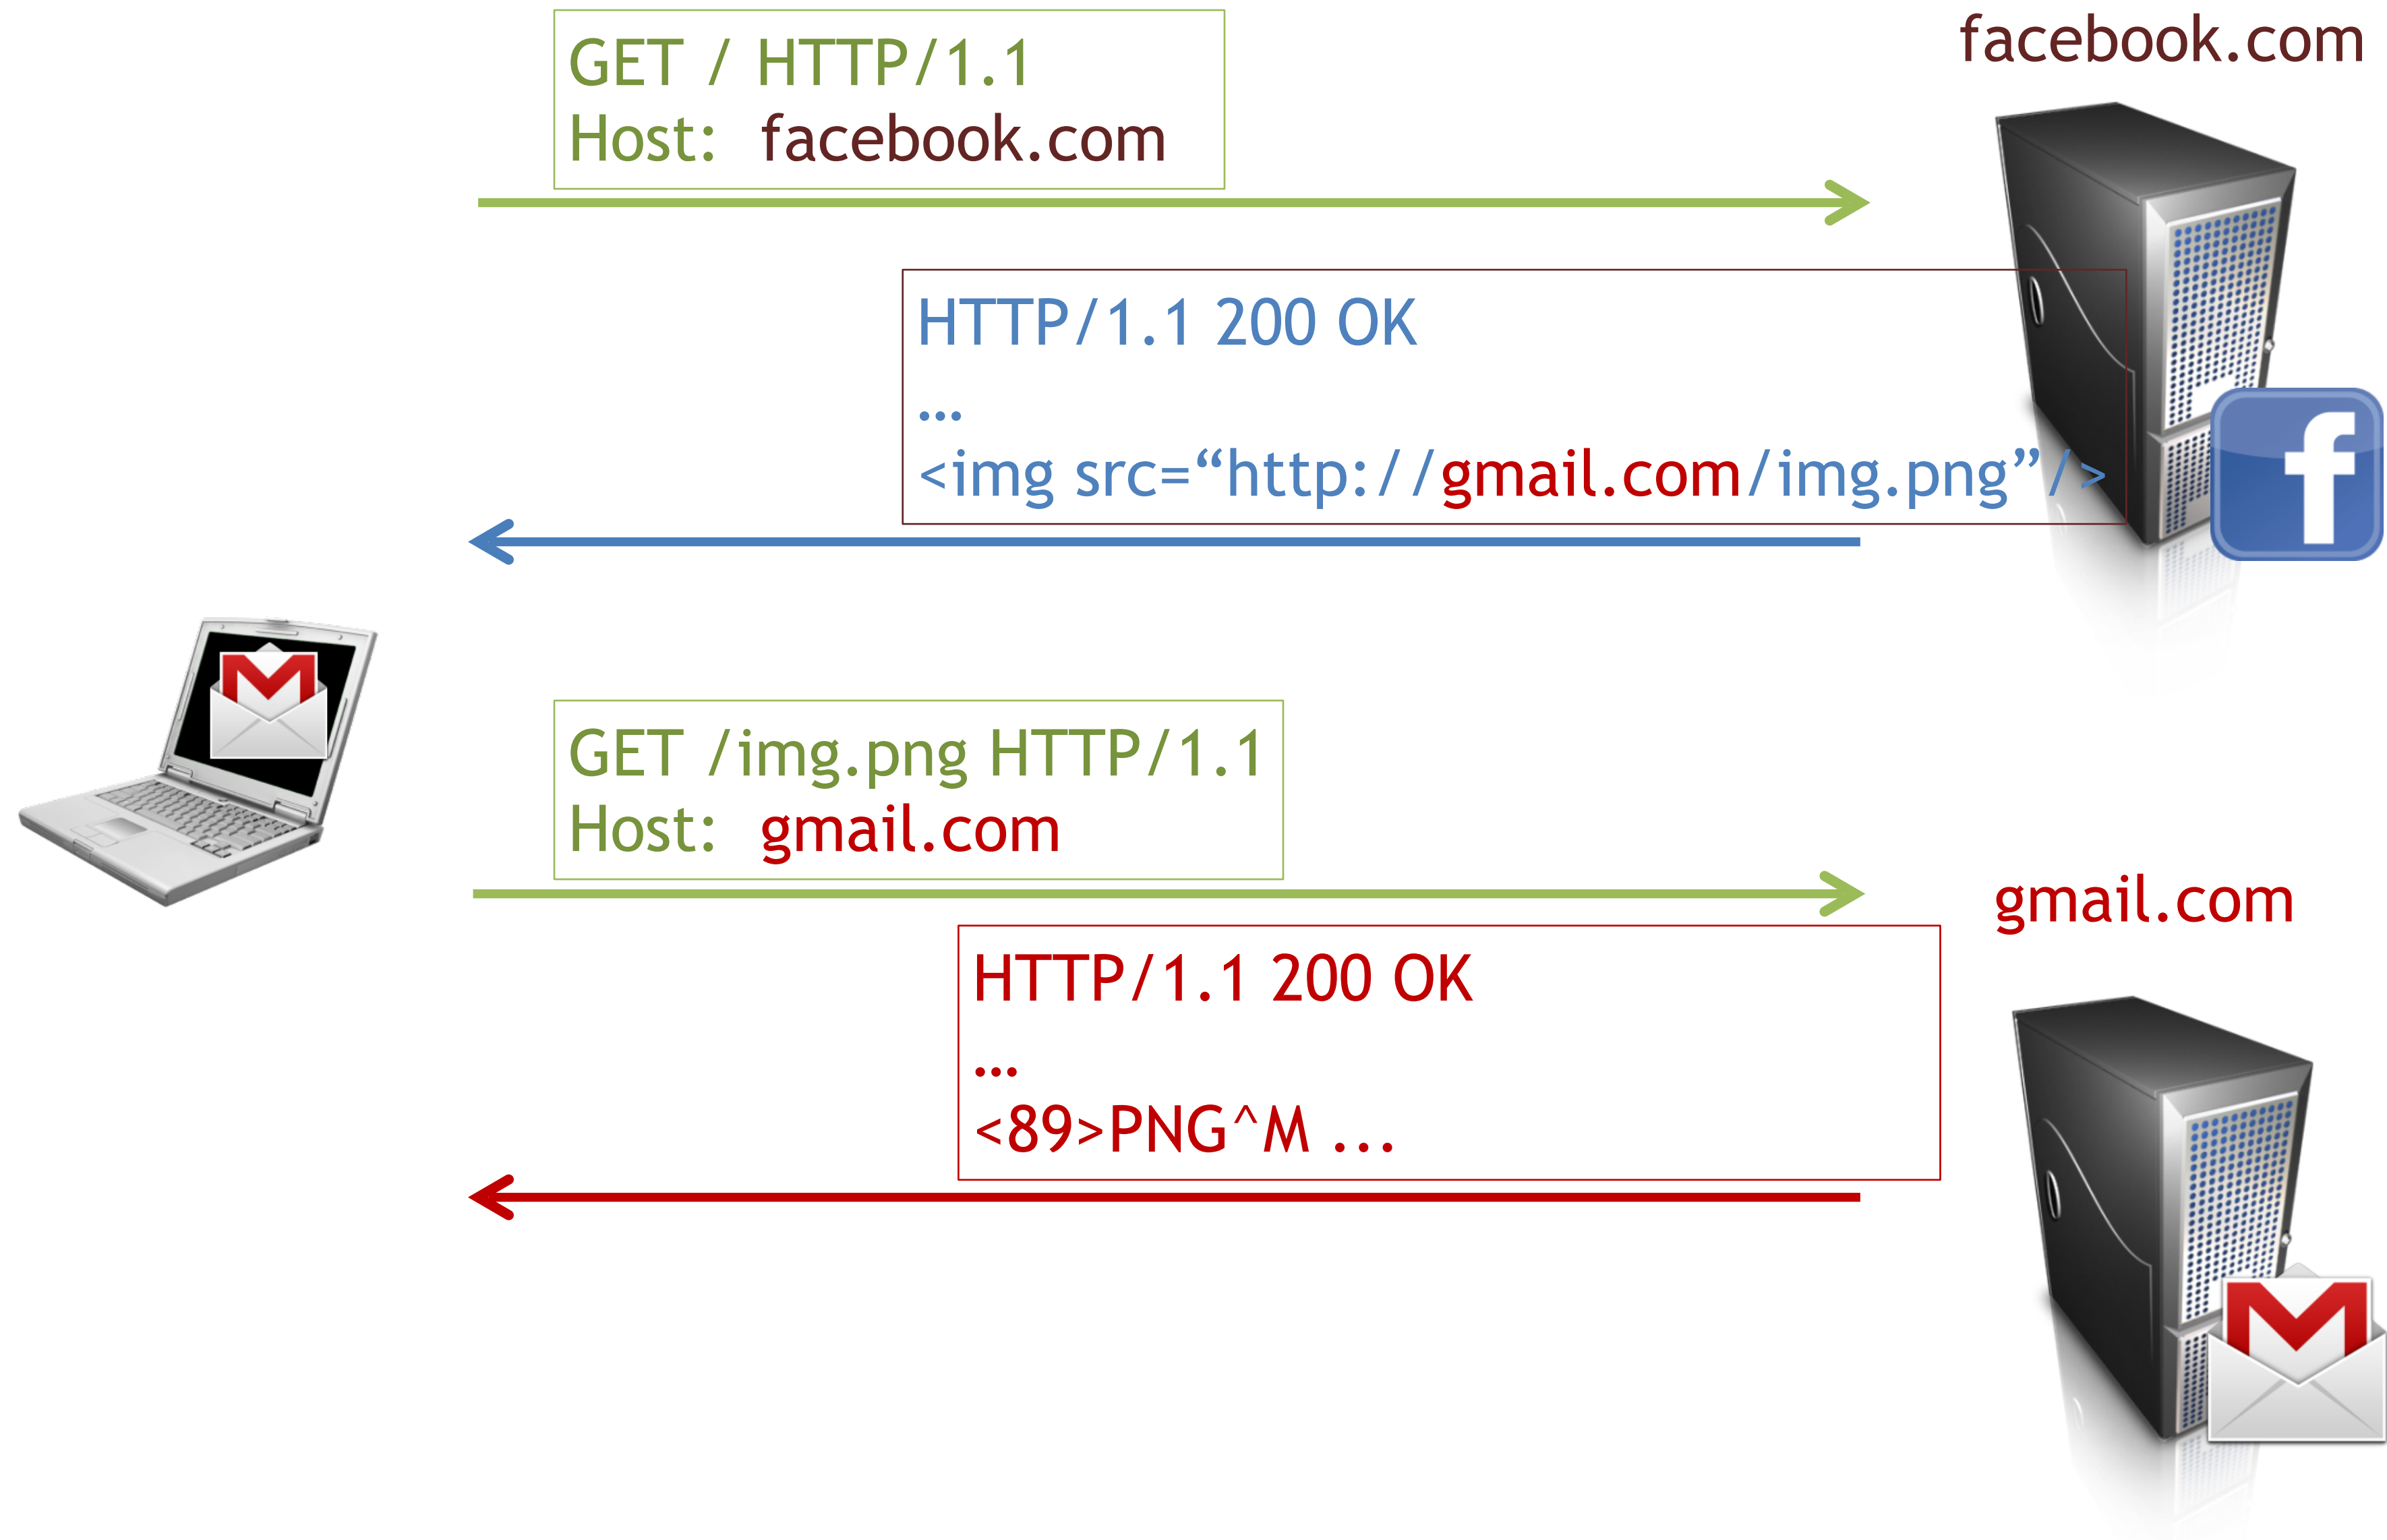 facebook.com
GET / HTTP/1.1
Host: facebook.com
HTTP/1.1 200 OK
…
<img src=“http://gmail.com/img.png”/>
f
GET /img.png HTTP/1.1
Host: gmail.com
gmail.com
HTTP/1.1 200 OK
…
<89>PNG^M ...